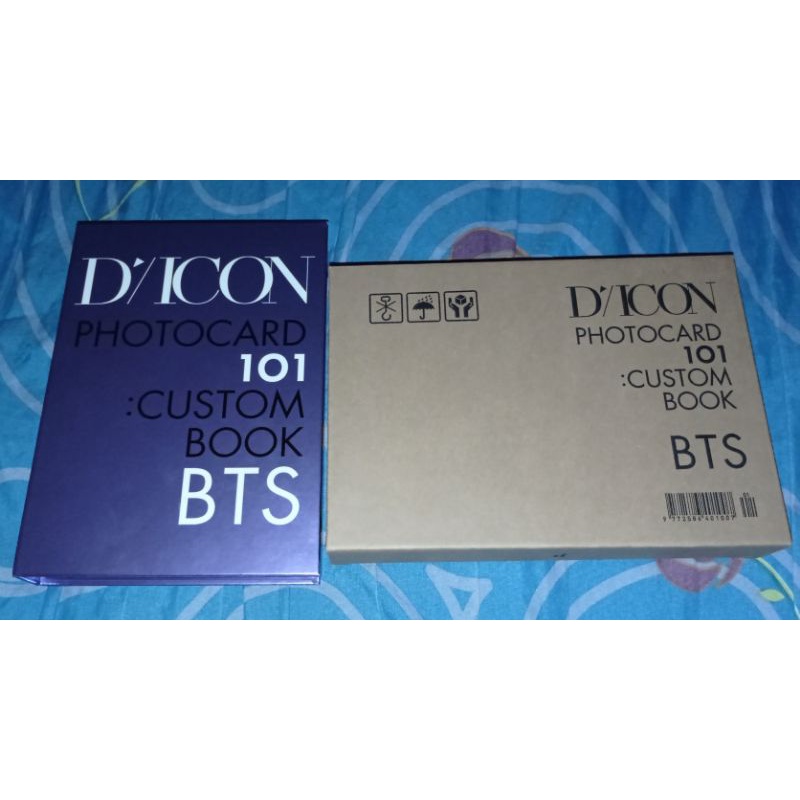 D'/ICON
PHOTOCARD
101
:CUSTOM
BOOK
BTS
D'/ICON
PHOTOCARD
101
:CUSTOM
BOOK
BTS